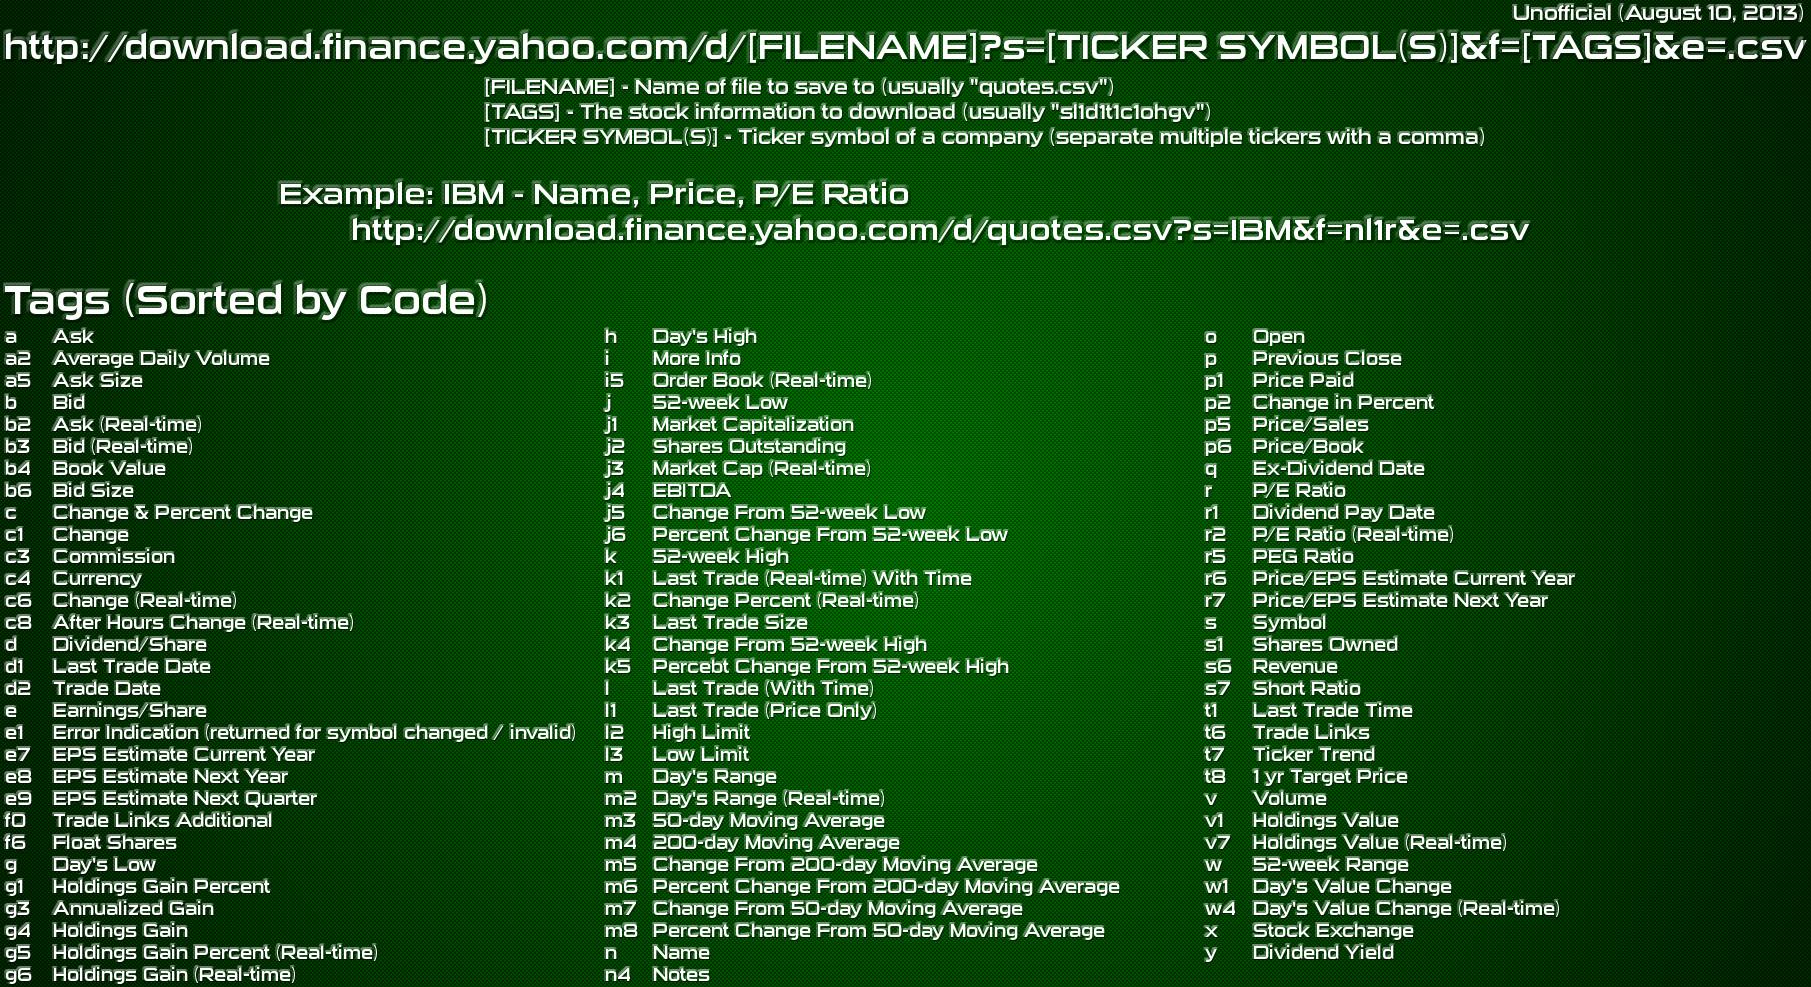 Unofficial (August 10, 2013)
http://download.finance.yahoo.com/d/[FILENAME]?s=[TICKER SYMBOL(S)]&f=[TAGS]&e=.csv
[FILENAME] - Name of file to save to (usually "quotes.csv")
[TAGS] - The stock information to download (usually "sl1d1t1c1ohgv")
[TICKER SYMBOL(S)] - Ticker symbol of a company (separate multiple tickers with a comma)
Example: IBM - Name, Price, P/E Ratio
http://download.finance.yahoo.com/d/quotes.csv?s=IBM&f=nl1r&e=.csv
Tags (Sorted by Code)
a Ask
a2 Average Daily Volume
a5 Ask Size
b Bid
b2 Ask (Real-time)
b3 Bid (Real-time)
b4 Book Value
b6 Bid Size
c Change & Percent Change
c1 Change
c3 Commission
c4 Currency
c6 Change (Real-time)
c8 After Hours Change (Real-time)
d Dividend/Share
d1 Last Trade Date
d2 Trade Date
e Earnings/Share
e1 Error Indication (returned for symbol changed / invalid)
e7 EPS Estimate Current Year
e8 EPS Estimate Next Year
e9 EPS Estimate Next Quarter
f0 Trade Links Additional
f6 Float Shares
g Day's Low
g1 Holdings Gain Percent
g3 Annualized Gain
g4 Holdings Gain
g5 Holdings Gain Percent (Real-time)
g6 Holdings Gain (Real-time)
h Day's High
i More Info
i5 Order Book (Real-time)
j 52-week Low
j1 Market Capitalization
j2 Shares Outstanding
j3 Market Cap (Real-time)
j4 EBITDA
j5 Change From 52-week Low
j6 Percent Change From 52-week Low
k 52-week High
k1 Last Trade (Real-time) With Time
k2 Change Percent (Real-time)
k3 Last Trade Size
k4 Change From 52-week High
k5 Percebt Change From 52-week High
l Last Trade (With Time)
l1 Last Trade (Price Only)
l2 High Limit
l3 Low Limit
m Day's Range
m2 Day's Range (Real-time)
m3 50-day Moving Average
m4 200-day Moving Average
m5 Change From 200-day Moving Average
m6 Percent Change From 200-day Moving Average
m7 Change From 50-day Moving Average
m8 Percent Change From 50-day Moving Average
n Name
n4 Notes
o Open
p Previous Close
p1 Price Paid
p2 Change in Percent
p5 Price/Sales
p6 Price/Book
q Ex-Dividend Date
r P/E Ratio
r1 Dividend Pay Date
r2 P/E Ratio (Real-time)
r5 PEG Ratio
r6 Price/EPS Estimate Current Year
r7 Price/EPS Estimate Next Year
s Symbol
s1 Shares Owned
s6 Revenue
s7 Short Ratio
t1 Last Trade Time
t6 Trade Links
t7 Ticker Trend
t8 1 yr Target Price
v Volume
v1 Holdings Value
v7 Holdings Value (Real-time)
w 52-week Range
w1 Day's Value Change
w4 Day's Value Change (Real-time)
x Stock Exchange
y Dividend Yield